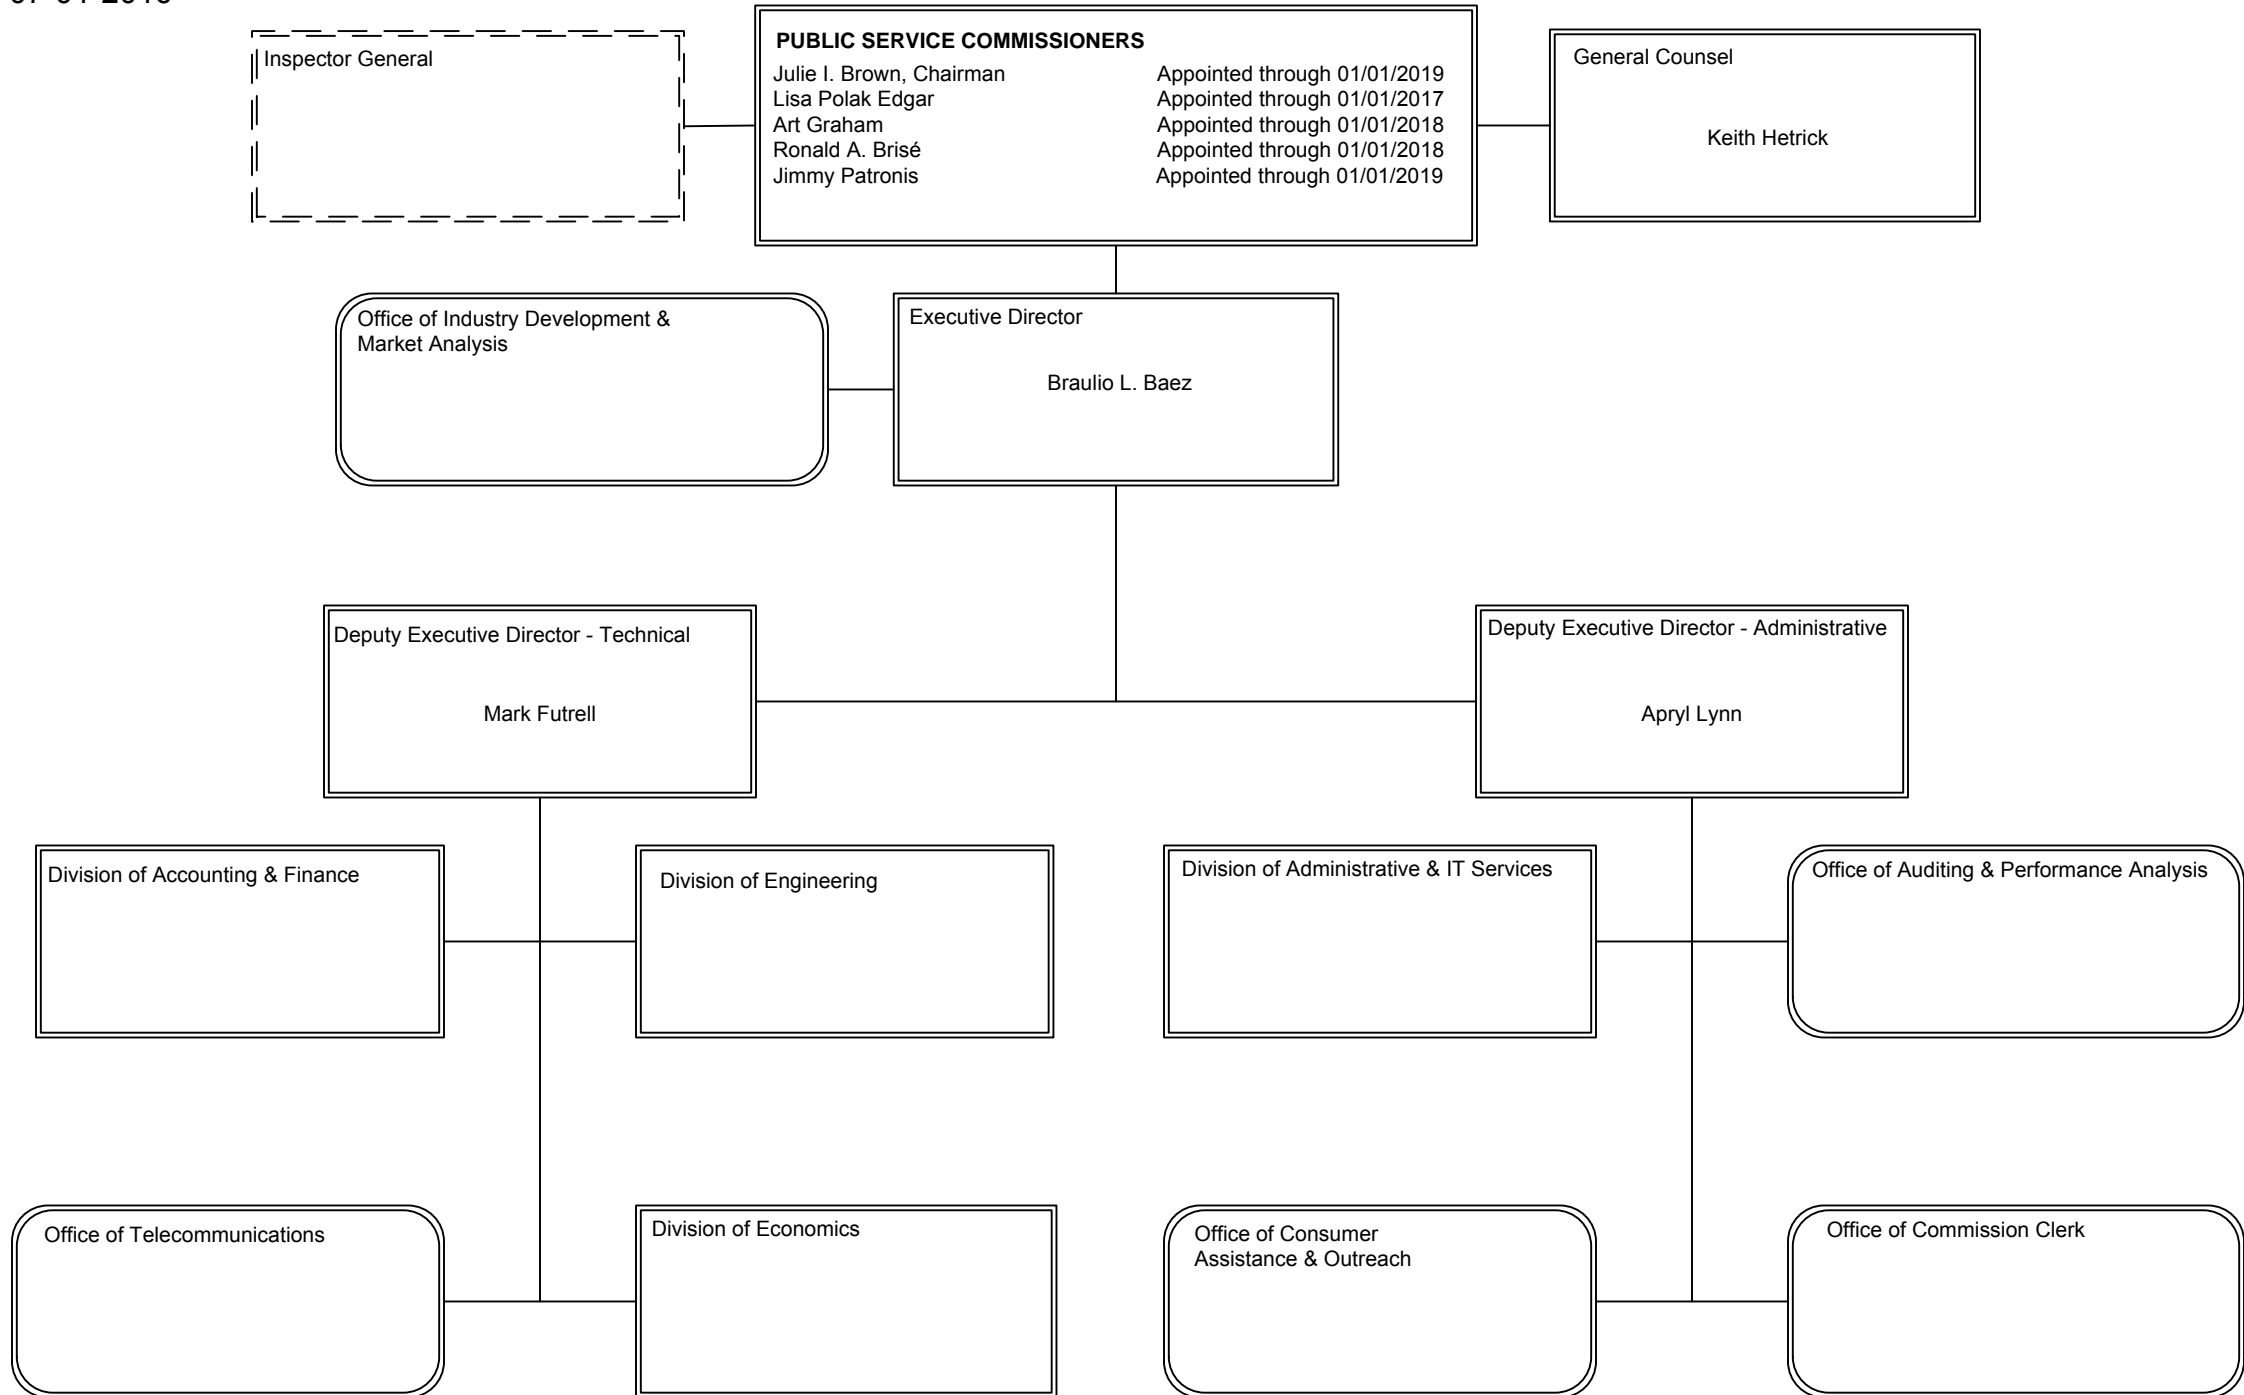 Inspector General
PUBLIC SERVICE COMMISSIONERS
Julie I. Brown, Chairman Appointed through 01/01/2019
Lisa Polak Edgar Appointed through 01/01/2017
Art Graham Appointed through 01/01/2018
Ronald A. Brisé Appointed through 01/01/2018
Jimmy Patronis Appointed through 01/01/2019
General Counsel
Keith Hetrick
Office of Industry Development &
Market Analysis
Executive Director
Braulio L. Baez
Deputy Executive Director - Technical
Mark Futrell
Deputy Executive Director - Administrative
Apryl Lynn
Division of Accounting & Finance
Division of Engineering
Division of Administrative & IT Services
Office of Auditing & Performance Analysis
Office of Telecommunications
Division of Economics
Office of Consumer
Assistance & Outreach
Office of Commission Clerk